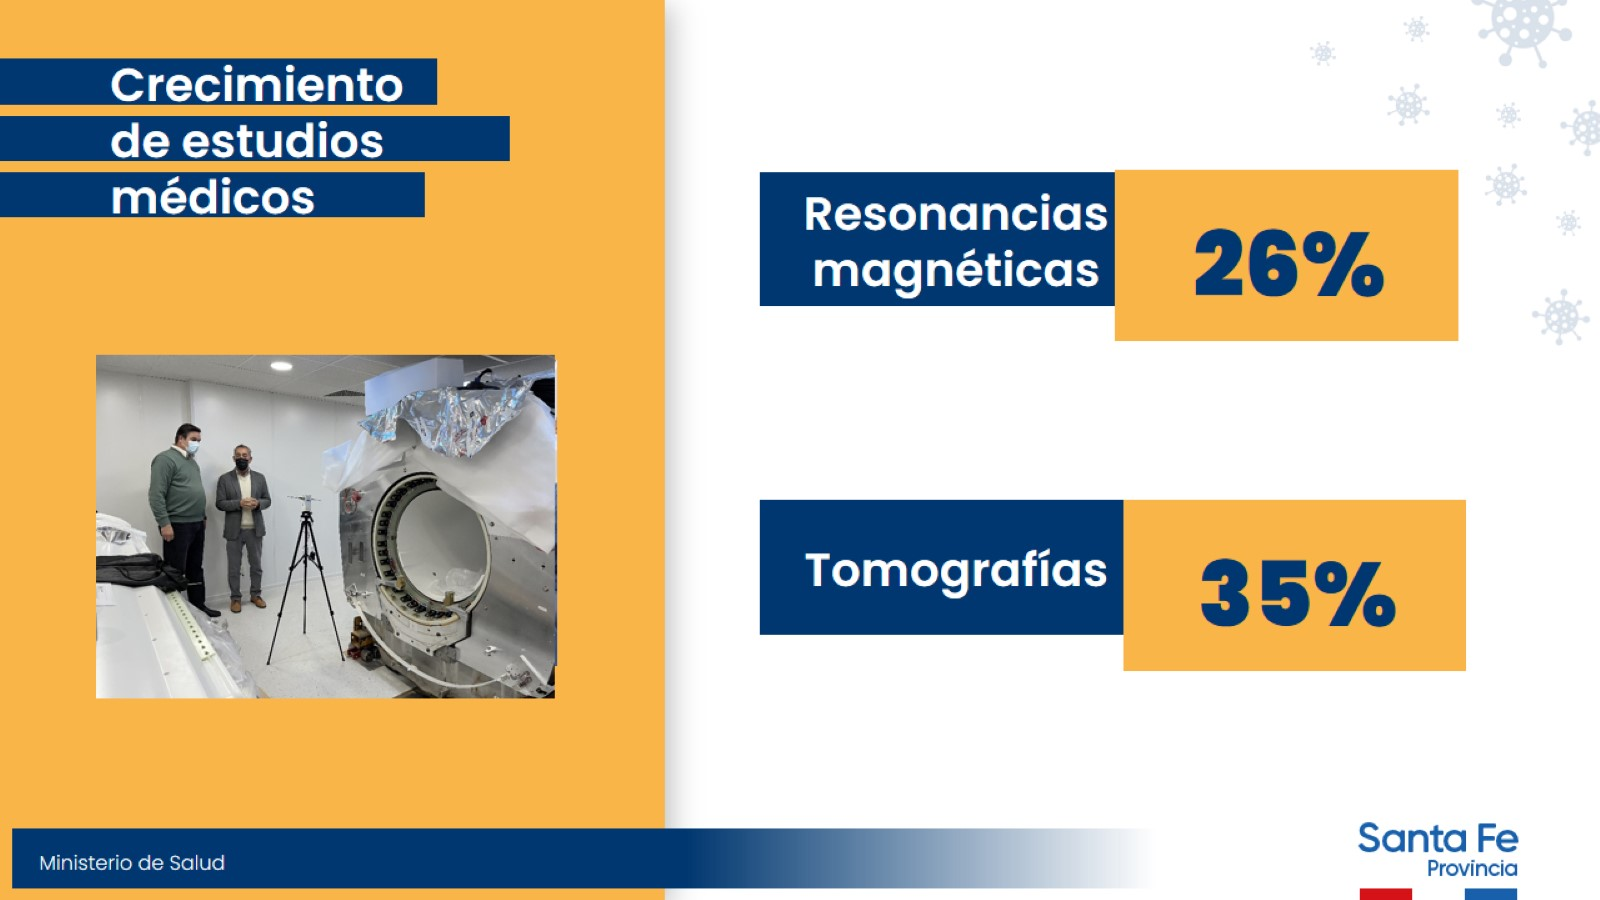 Crecimiento
de estudios
médicos
Resonancias
magnéticas
26%
Tomografías
35%
Ministerio de Salud
Santa Fe
Provincia